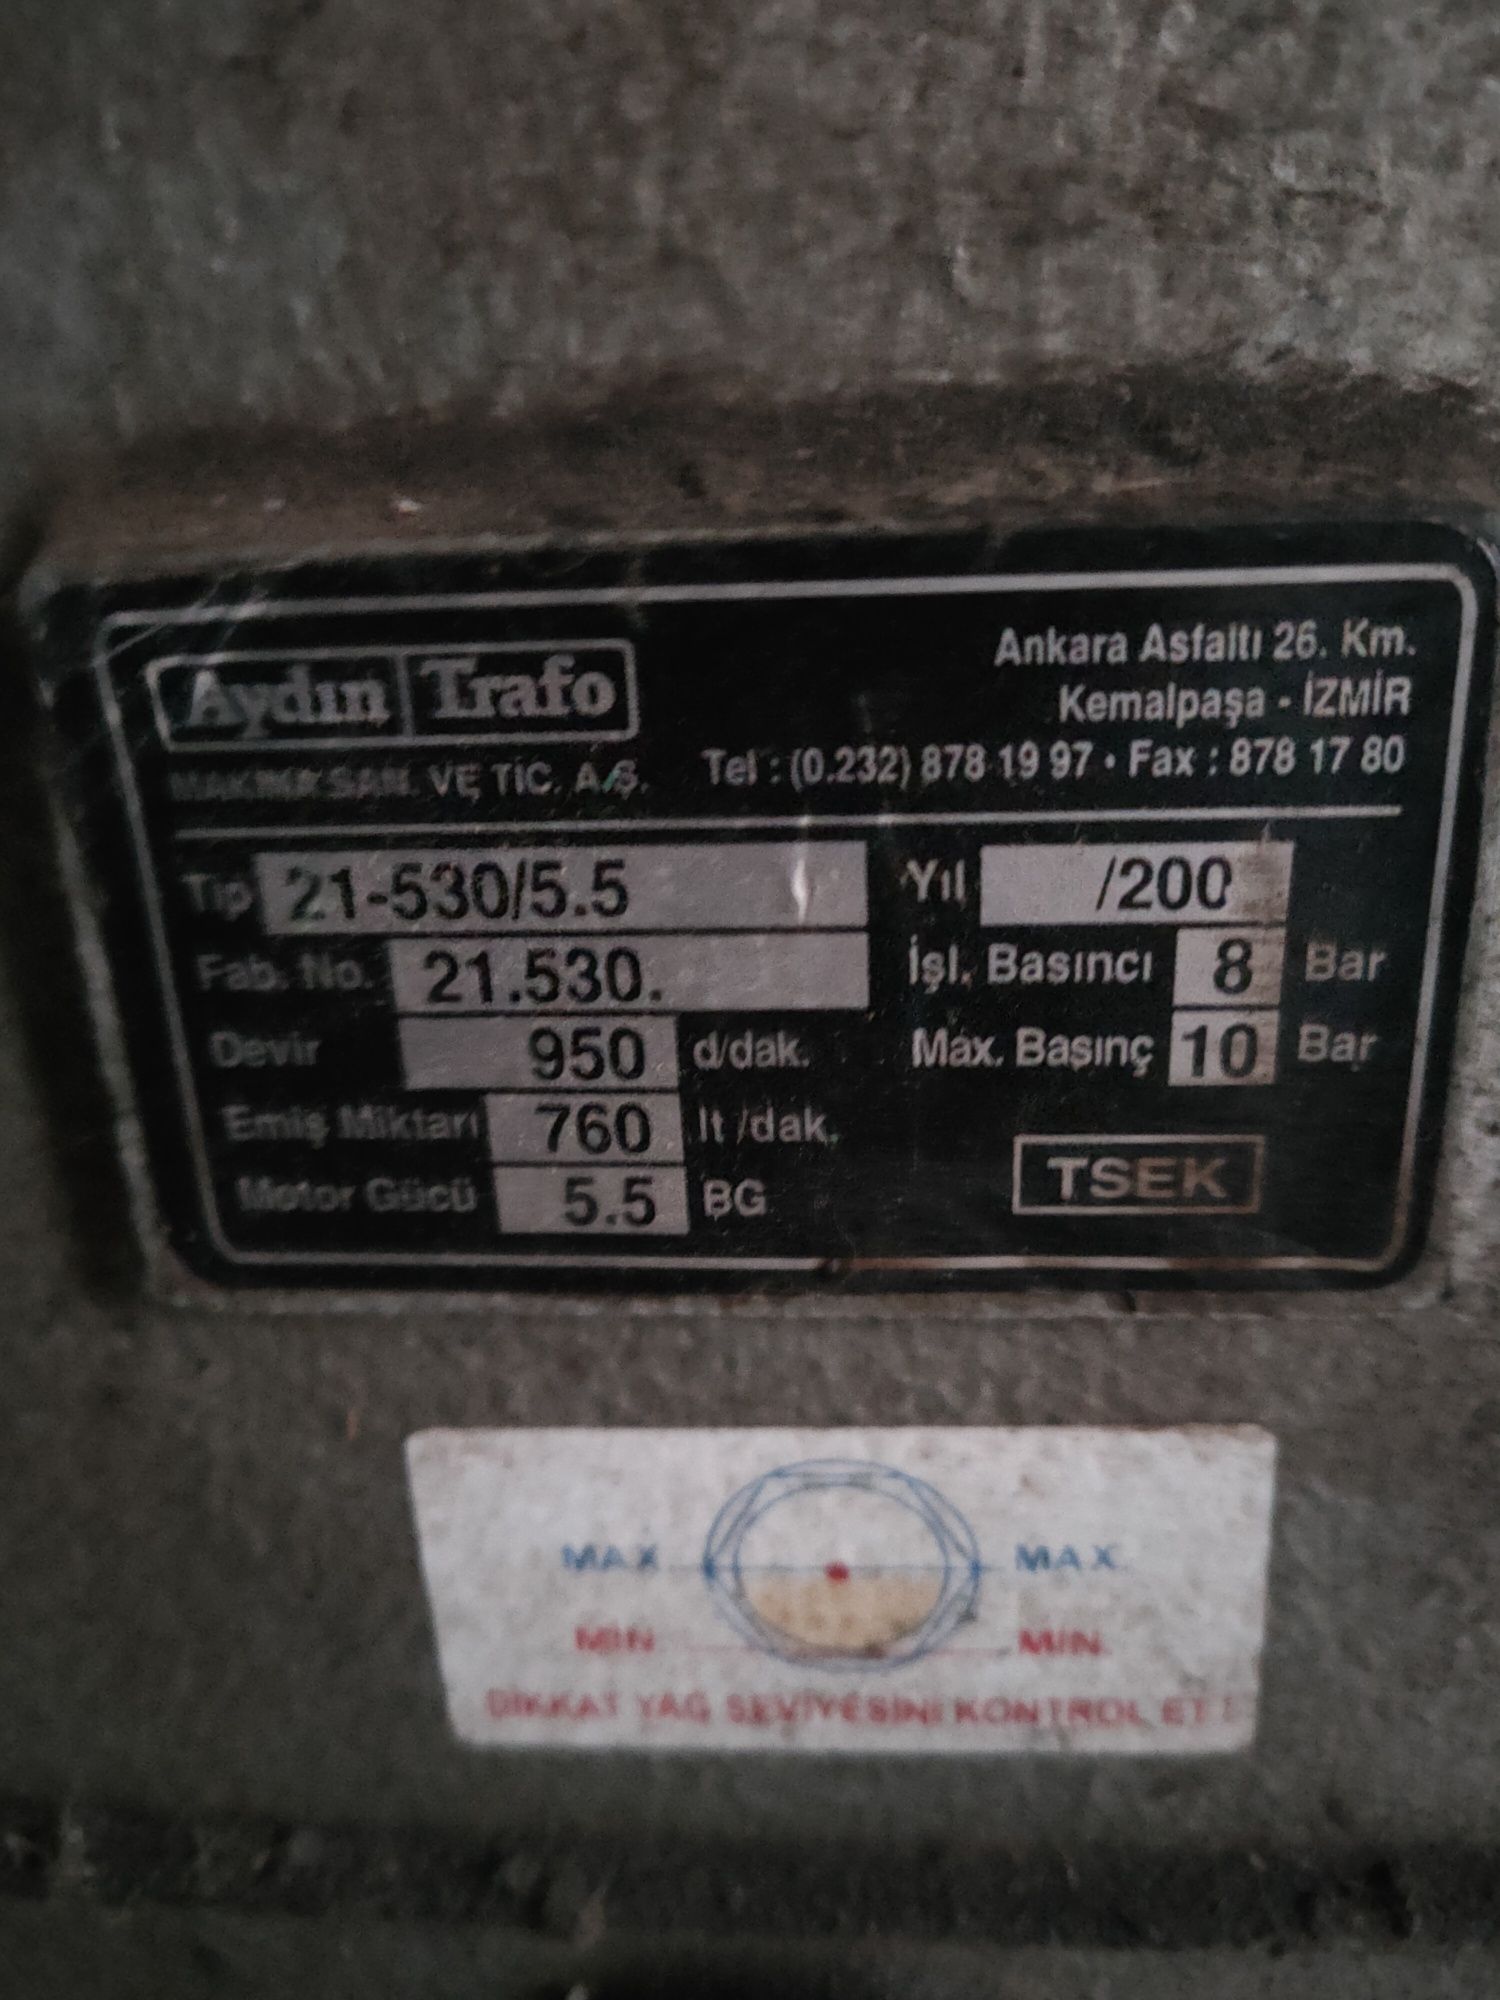 Aydın Trafo
MAKİNA SAN. VE TİC. A.Ş.
Ankara Asfaltı 26. Km.
Kemalpaşa - İZMİR
Tel : (0.232) 878 19 97 • Fax : 878 17 80
Tip 21-530/5.5
Yıl /200
Fab. No. 21.530.
İşl. Basıncı 8 Bar
Devir 950 d/dak.
Max. Basınç 10 Bar
Emiş Miktarı 760 lt /dak.
Motor Gücü 5.5 BG
TSEK
MAX MAX.
MIN MIN.
DİKKAT YAĞ SEVİYESİNİ KONTROL ET